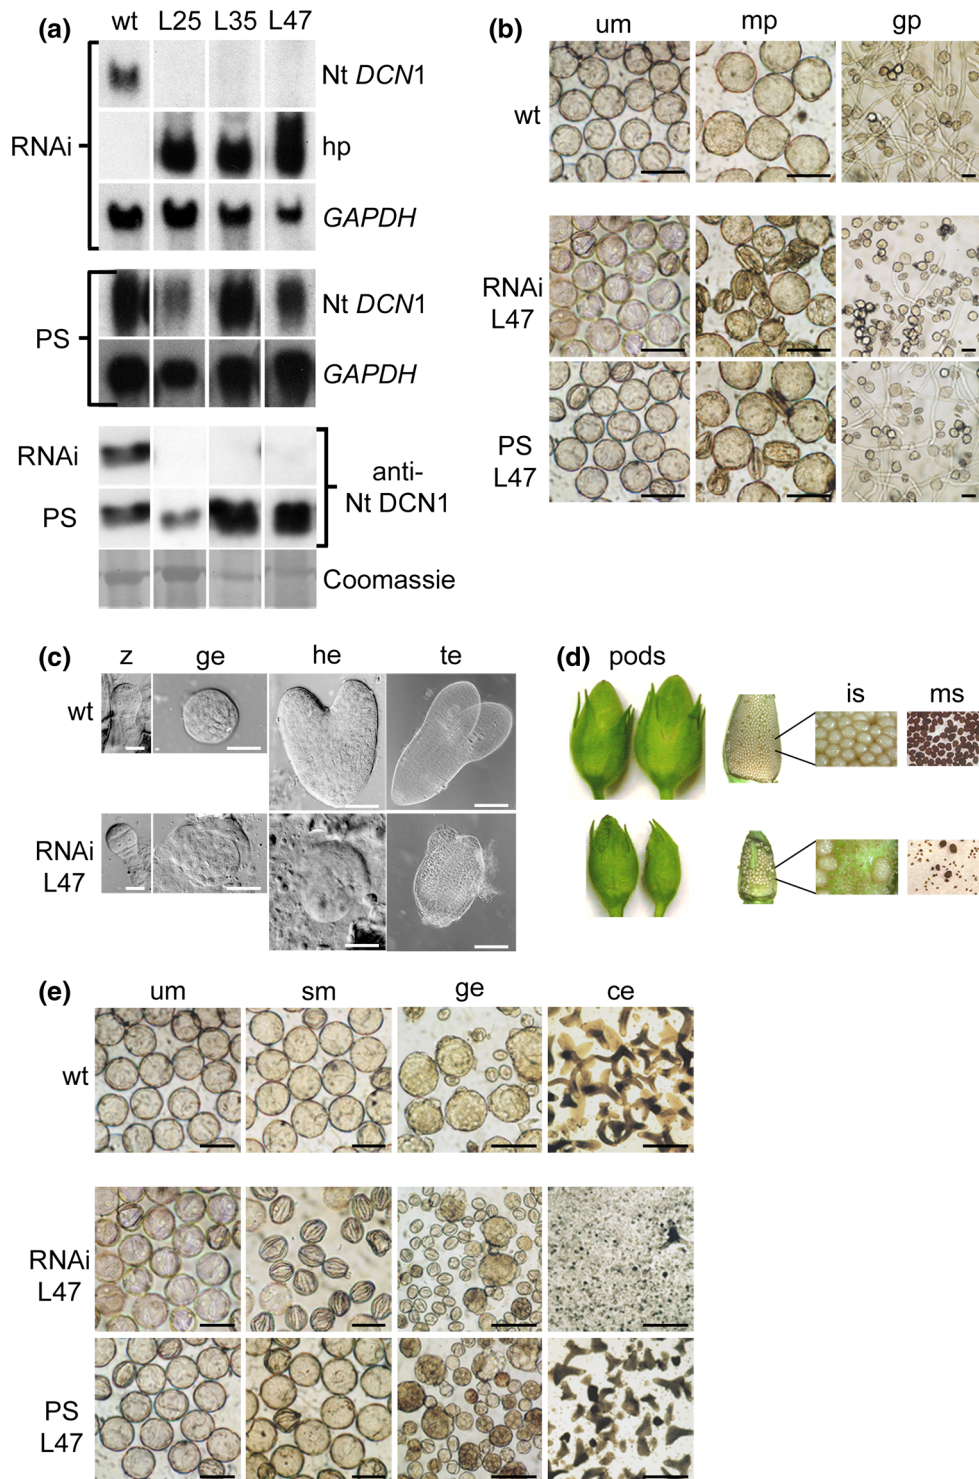 (a)
wt L25 L35 L47
RNAi
Nt DCN1
hp
GAPDH
PS
Nt DCN1
GAPDH
RNAi
PS
anti-
Nt DCN1
Coomassie
(b)
um mp gp
wt
RNAi
L47
PS
L47
(c)
z ge he te
wt
RNAi
L47
(d)
pods
is ms
(e)
um sm ge ce
wt
RNAi
L47
PS
L47